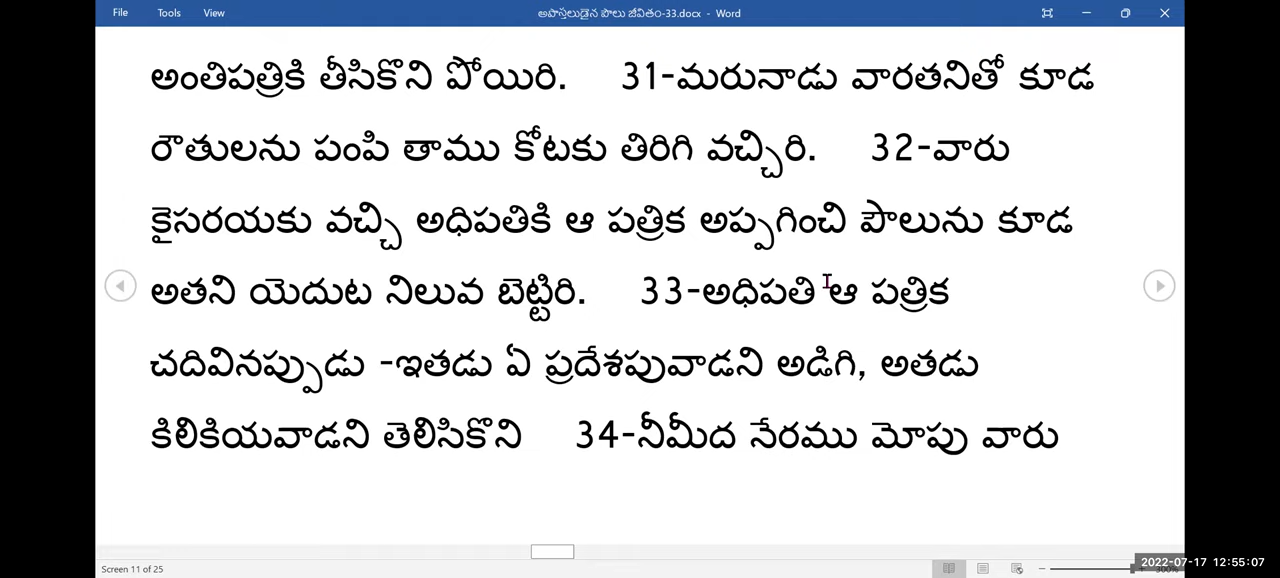 File Tools View అపొస్తలుడైన పౌలు జీవితం-33.docx - Word
అంతిపత్రికి తీసికొని పోయిరి. 31-మరునాడు వారతనితో కూడ
రౌతులను పంపి తాము కోటకు తిరిగి వచ్చిరి. 32-వారు
కైసరయకు వచ్చి అధిపతికి ఆ పత్రిక అప్పగించి పౌలును కూడ
అతని యెదుట నిలువ బెట్టిరి. 33-అధిపతి ఆ పత్రిక
చదివినప్పుడు -ఇతడు ఏ ప్రదేశపువాడని అడిగి, అతడు
కిలికియవాడని తెలిసికొని 34-నీమీద నేరము మోపు వారు
Screen 11 of 25
2022-07-17 12:55:07